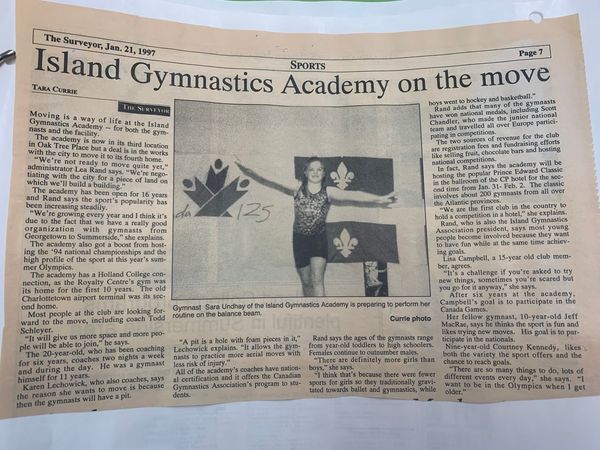 The Surveyor, Jan. 21, 1997
SPORTS
Page 7
Island Gymnastics Academy on the move
TARA CURRIE
THE SURVEYOR
Moving is a way of life at the Island
Gymnastics Academy -- for both the gym-
nasts and the facility.
The academy is now in its third location
in Oak Tree Place but a deal is in the works
with the city to move it to its fourth home.
"We're not ready to move quite yet,"
administrator Lea Rand says. "We're nego-
tiating with the city for a piece of land on
which we'll build a building."
The academy has been open for 16 years
and Rand says the sport's popularity has
been increasing steadily.
"We're growing every year and I think it's
due to the fact that we have a really good
organization with gymnasts from
Georgetown to Summerside," she explains.
The academy also got a boost from host-
ing the '94 national championships and the
high profile of the sport at this year's sum-
mer Olympics.
The academy has a Holland College con-
nection, as the Royalty Centre's gym was
its home for the first 10 years. The old
Charlottetown airport terminal was its sec-
ond home.
Most people at the club are looking for-
ward to the move, including coach Todd
Schleyer.
"It will give us more space and more peo-
ple will be able to join," he says.
The 20-year-old, who has been coaching
for six years, coaches two nights a week
and during the day. He was a gymnast
himself for 11 years.
Karen Lechowick, who also coaches, says
the reason she wants to move is because
then the gymnasts will have a pit.
da 125
Gymnast Sara Undhay of the Island Gymnastics Academy is preparing to perform her
routine on the balance beam.
Currie photo
"A pit is a hole with foam pieces in it,"
Lechowick explains. "It allows the gym-
nasts to practice more aerial moves with
less risk of injury."
All of the academy's coaches have nation-
al certification and it offers the Canadian
Gymnastics Association's program to stu-
dents.
Rand says the ages of the gymnasts range
from year-old toddlers to high schoolers.
Females continue to outnumber males.
"There are definitely more girls than
boys," she says.
"I think that's because there were fewer
sports for girls so they traditionally gravi-
tated towards ballet and gymnastics, while
boys went to hockey and basketball."
Rand adds that many of the gymnasts
have won national medals, including Scott
Chandler, who made the junior national
team and travelled all over Europe partici-
pating in competitions.
The two sources of revenue for the club
are registration fees and fundraising efforts
like selling fruit, chocolate bars and hosting
national competitions.
In fact, Rand says the academy will be
hosting the popular Prince Edward Classic
in the ballroom of the CP hotel for the sec-
ond time from Jan. 31- Feb. 2. The classic
involves about 200 gymnasts from all over
the Atlantic provinces.
"We are the first club in the country to
hold a competition in a hotel," she explains.
Rand, who is also the Island Gymnastics
Association president, says most young
people become involved because they want
to have fun while at the same time achiev-
ing goals.
Lisa Campbell, a 15-year old club mem-
ber, agrees.
"It's a challenge if you're asked to try
new things, sometimes you're scared but
you go for it anyway," she says.
After six years at the academy,
Campbell's goal is to participate in the
Canada Games.
Her fellow gymnist, 10-year-old Jeff
MacRae, says he thinks the sport is fun and
likes trying new moves. His goal is to par-
ticipate in the nationals.
Nine-year-old Courtney Kennedy, likes
both the variety the sport offers and the
chance to reach goals.
"There are so many things to do, lots of
different events every day," she says. "I
want to be in the Olympics when I get
older."